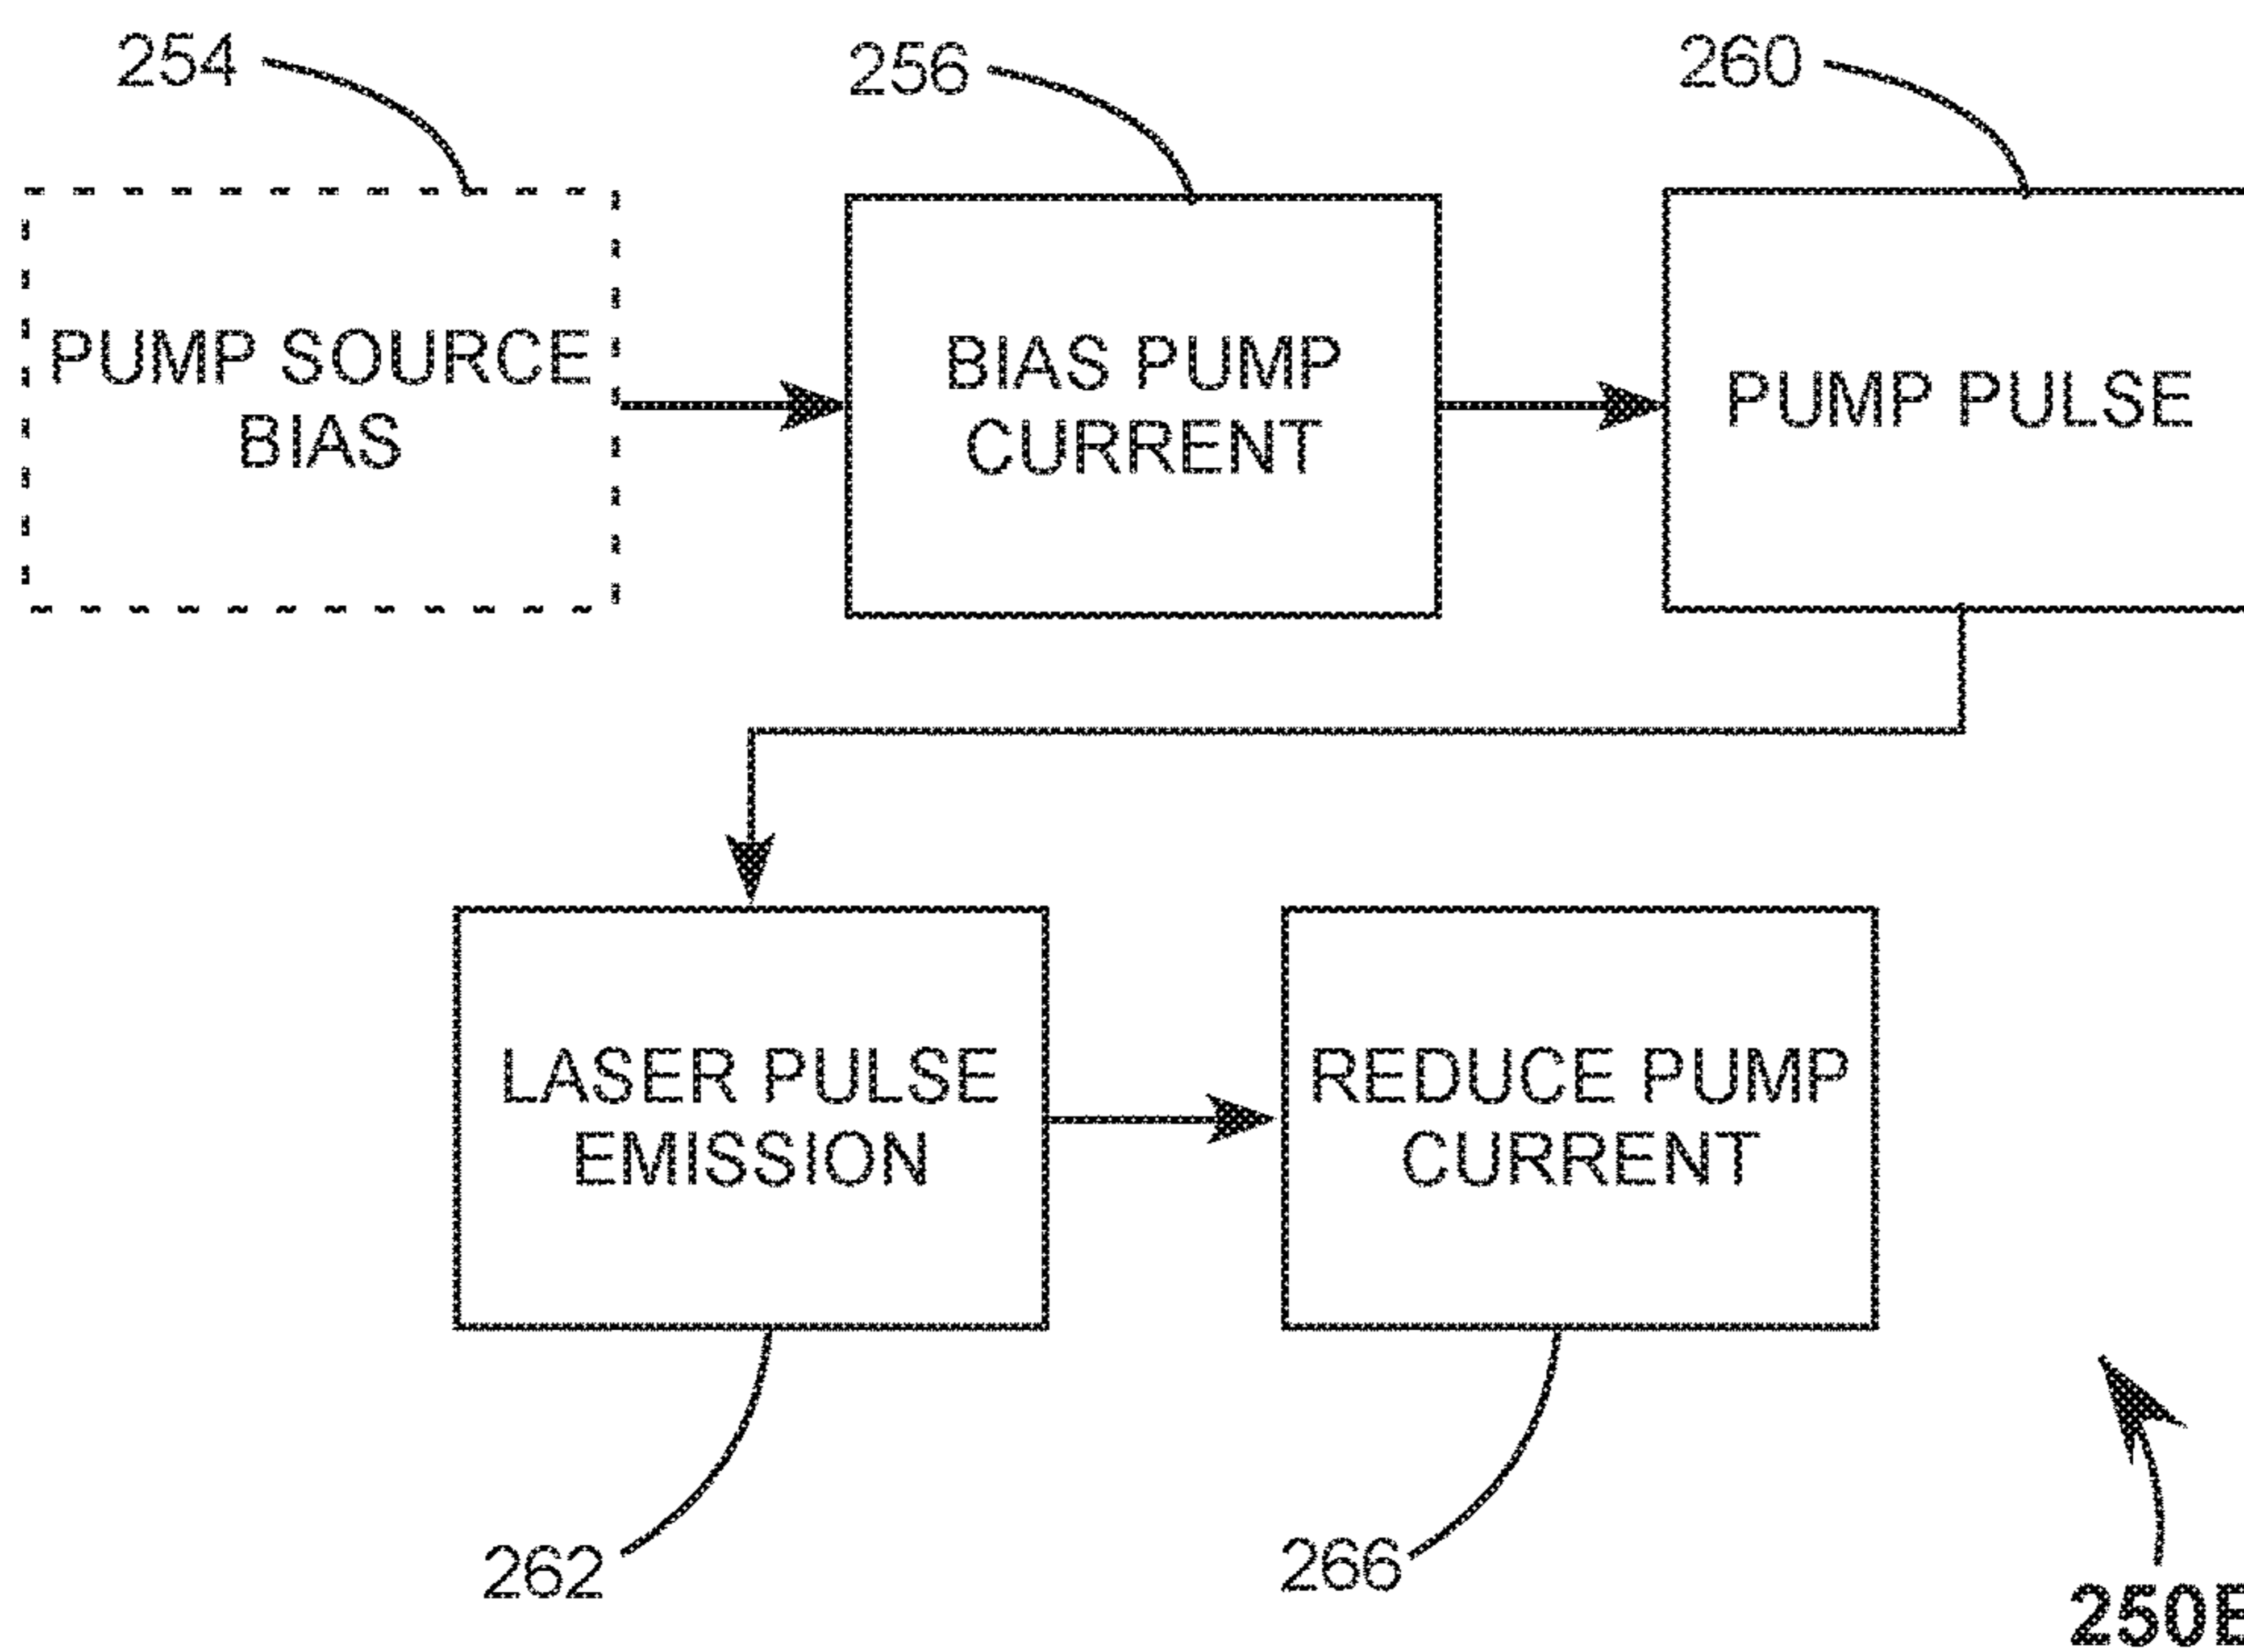 254
256
260
PUMP SOURCE
BIAS
BIAS PUMP
CURRENT
PUMP PULSE
LASER PULSE
EMISSION
REDUCE PUMP
CURRENT
262
266